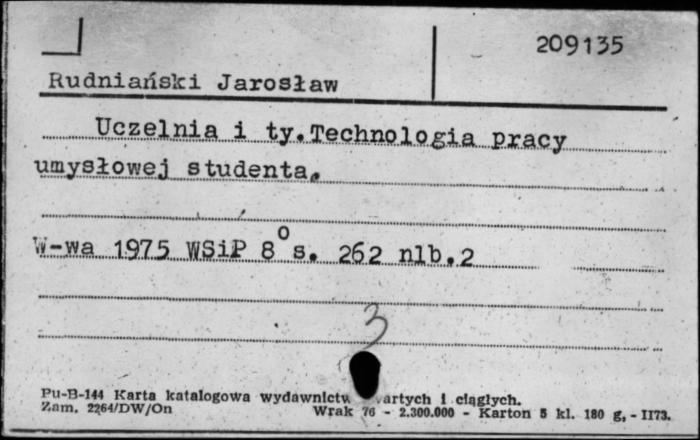 209135
Rudniański Jarosław
Uczelnia i ty.Technologia pracy
umysłowej studenta.
W-wa 1975 WSiP 8° s. 262 nlb.2
3
Pu-B-144 Karta katalogowa wydawnictw artych i ciągłych.
Zam. 2264/DW/On Wrak 76 - 2.300.000 - Karton 5 kl. 180 g, - II73.